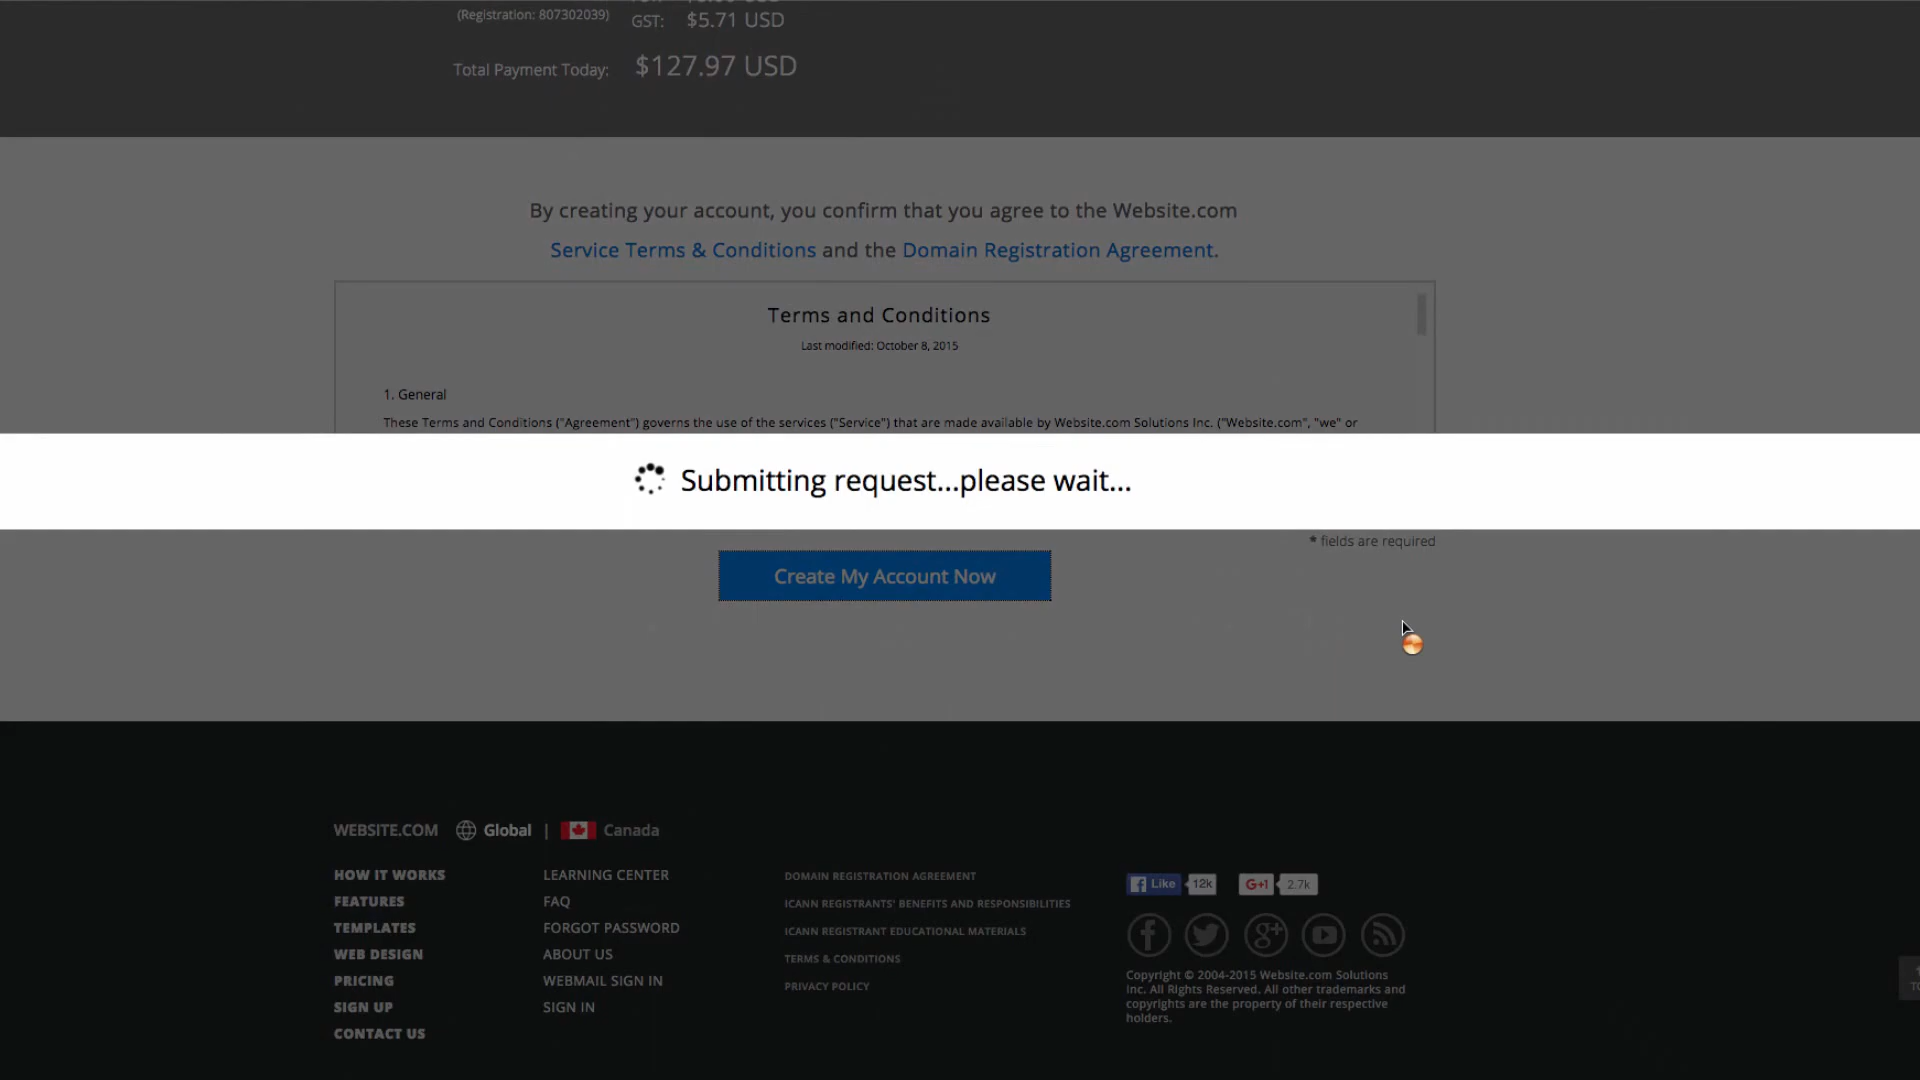 (Registration: 807302039)
GST: $5.71 USD
Total Payment Today: $127.97 USD
By creating your account, you confirm that you agree to the Website.com
Service Terms & Conditions and the Domain Registration Agreement.
Terms and Conditions
Last modified: October 8, 2015
1. General
These Terms and Conditions ("Agreement") governs the use of the services ("Service") that are made available by Website.com Solutions Inc. ("Website.com", "we" or
Submitting request...please wait...
* fields are required
Create My Account Now
WEBSITE.COM Global | Canada
HOW IT WORKS
FEATURES
TEMPLATES
WEB DESIGN
PRICING
SIGN UP
CONTACT US
LEARNING CENTER
FAQ
FORGOT PASSWORD
ABOUT US
WEBMAIL SIGN IN
SIGN IN
DOMAIN REGISTRATION AGREEMENT
ICANN REGISTRANTS' BENEFITS AND RESPONSIBILITIES
ICANN REGISTRANT EDUCATIONAL MATERIALS
TERMS & CONDITIONS
PRIVACY POLICY
Like 12k G+1 2.7k
Copyright © 2004-2015 Website.com Solutions
Inc. All Rights Reserved. All other trademarks and
copyrights are the property of their respective
holders.